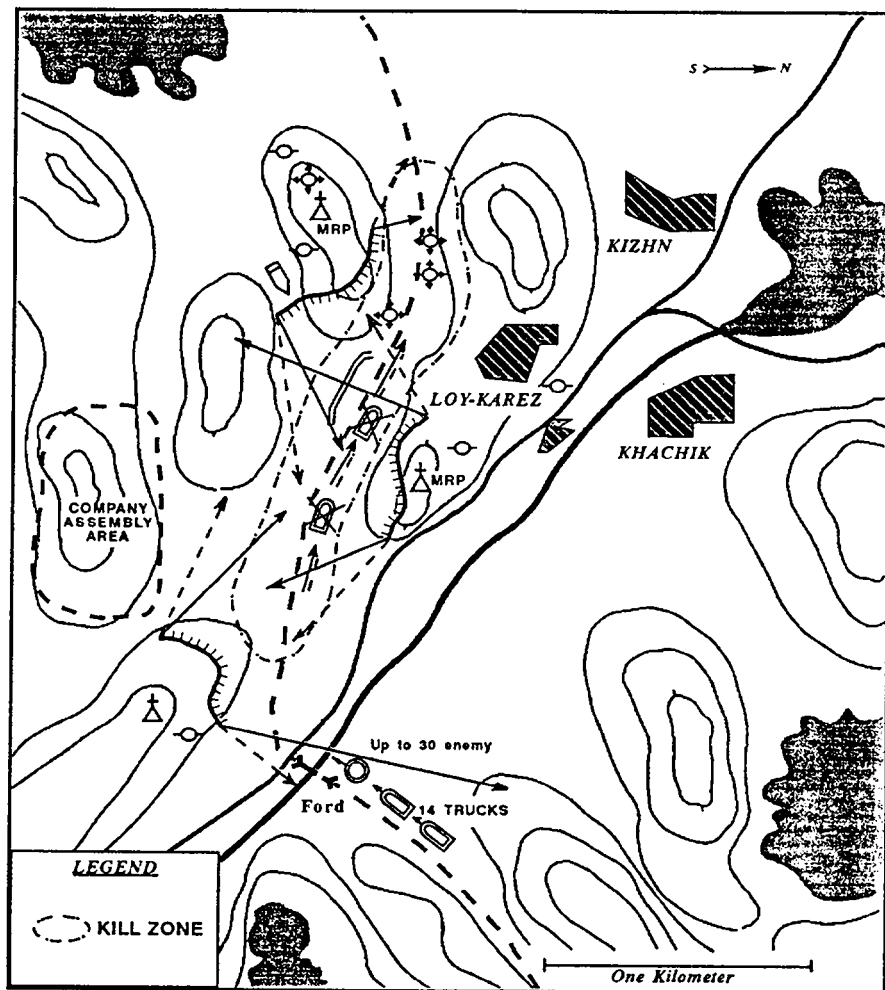 S N
MRP
KIZHN
LOY-KAREZ
KHACHIK
MRP
COMPANY
ASSEMBLY
AREA
Up to 30 enemy
Ford
14 TRUCKS
LEGEND
KILL ZONE
One Kilometer